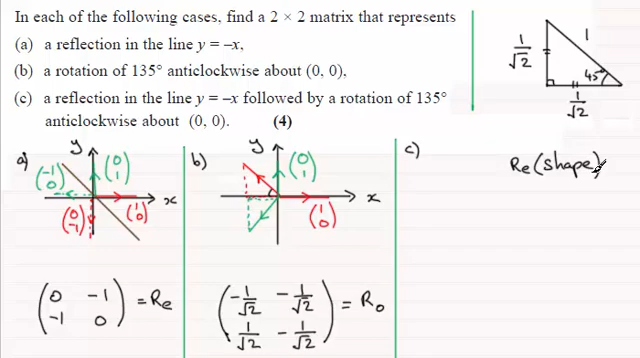 In each of the following cases, find a 2 × 2 matrix that represents
(a) a reflection in the line y = –x,
(b) a rotation of 135° anticlockwise about (0, 0),
(c) a reflection in the line y = –x followed by a rotation of 135°
anticlockwise about (0, 0). (4)
1/√2
1
45°
1/√2
a)
y
(0 1)
(-1 0)
x
(0 -1)
(1 0)
(0 -1
-1 0) = Re
b)
y
(0 1)
x
(1 0)
(-1/√2 -1/√2
1/√2 -1/√2) = Ro
c)
Re(shape)